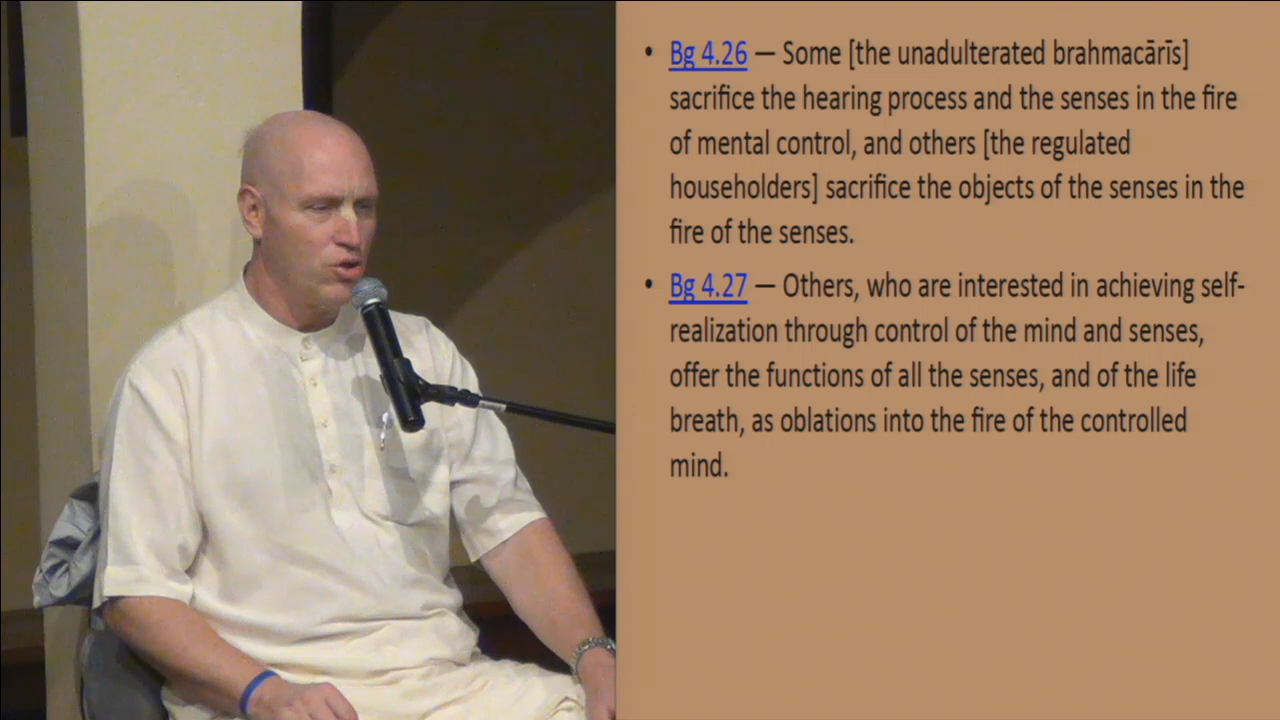 • Bg 4.26 — Some [the unadulterated brahmacārīs]
sacrifice the hearing process and the senses in the fire
of mental control, and others [the regulated
householders] sacrifice the objects of the senses in the
fire of the senses.
• Bg 4.27 — Others, who are interested in achieving self-
realization through control of the mind and senses,
offer the functions of all the senses, and of the life
breath, as oblations into the fire of the controlled
mind.